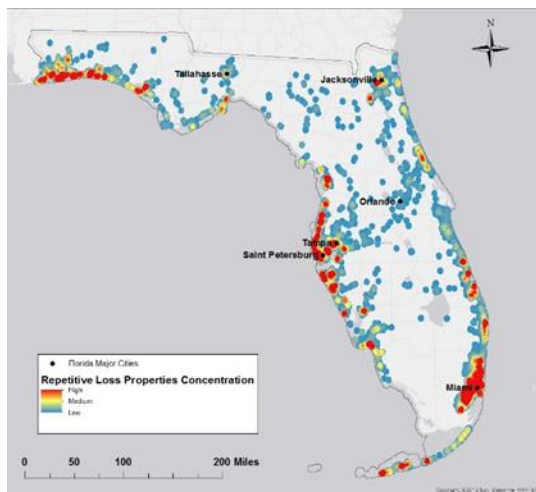 N
Tallahasse
Jacksonville
Orlando
Tampa
Saint Petersburg
Florida Major Cities
Repetitive Loss Properties Concentration
High
Medium
Low
Miami
0 50 100 200 Miles